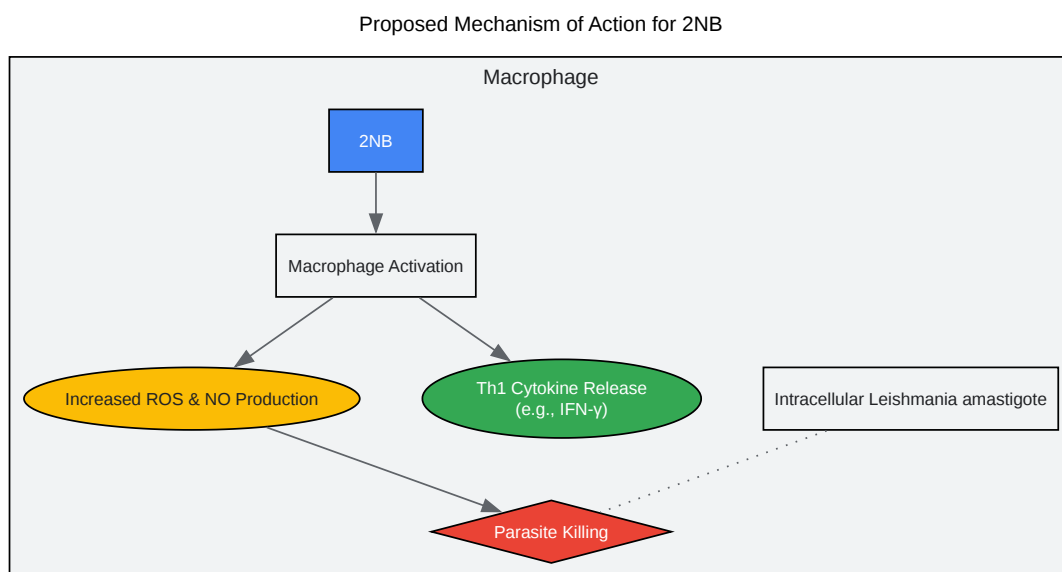 Proposed Mechanism of Action for 2NB
Macrophage
2NB
Macrophage Activation
Increased ROS & NO Production
Th1 Cytokine Release
(e.g., IFN-γ)
Intracellular Leishmania amastigote
Parasite Killing